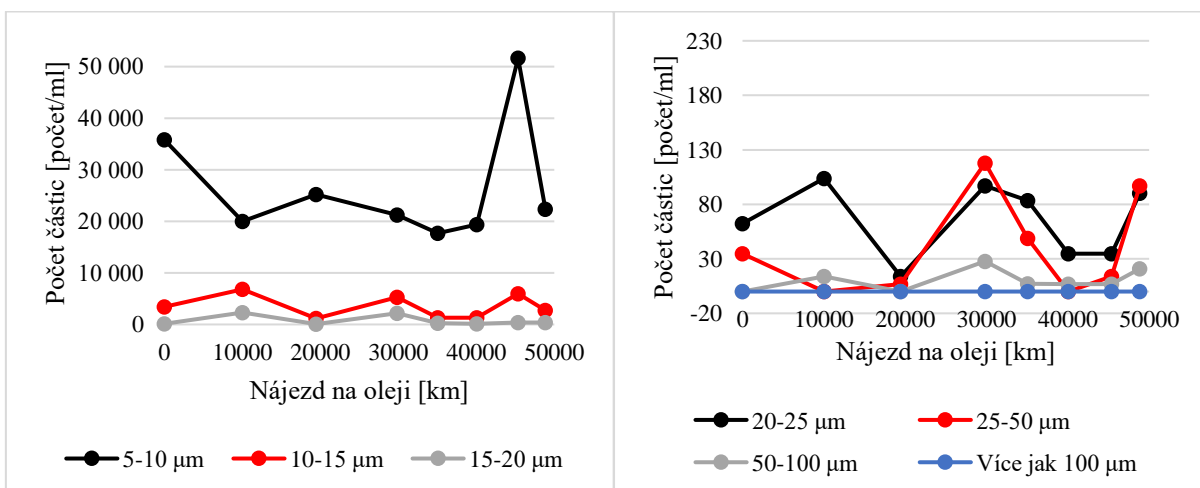 Počet částic [počet/ml]
50 000
40 000
30 000
20 000
10 000
0
0 10000 20000 30000 40000 50000
Nájezd na oleji [km]
5-10 μm 10-15 μm 15-20 μm
Počet částic [počet/ml]
230
180
130
80
30
-20
0 10000 20000 30000 40000 50000
Nájezd na oleji [km]
20-25 μm 25-50 μm
50-100 μm Více jak 100 μm